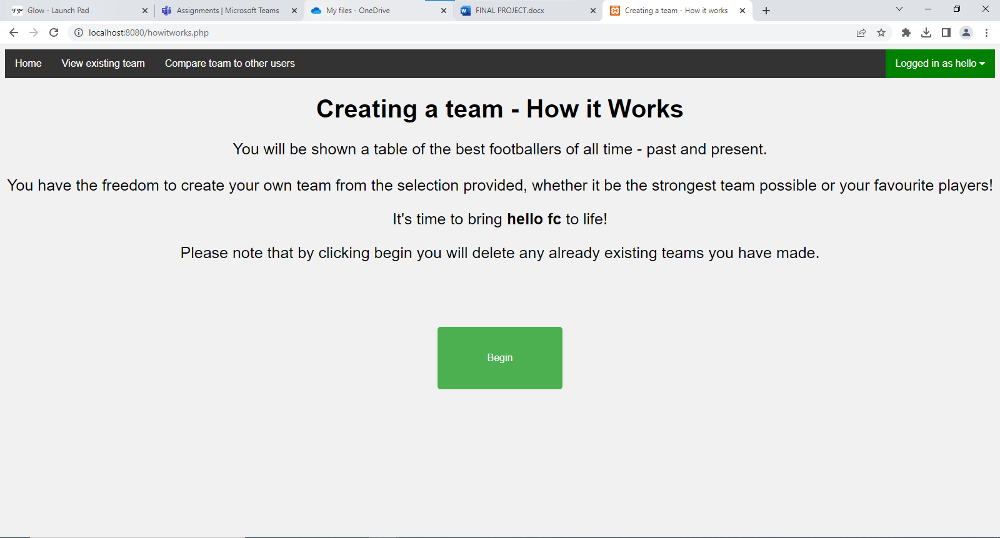 glow Glow - Launch Pad
Assignments | Microsoft Teams
My files - OneDrive
FINAL PROJECT.docx
Creating a team - How it works
localhost:8080/howitworks.php
Home View existing team Compare team to other users Logged in as hello
Creating a team - How it Works
You will be shown a table of the best footballers of all time - past and present.
You have the freedom to create your own team from the selection provided, whether it be the strongest team possible or your favourite players!
It's time to bring hello fc to life!
Please note that by clicking begin you will delete any already existing teams you have made.
Begin